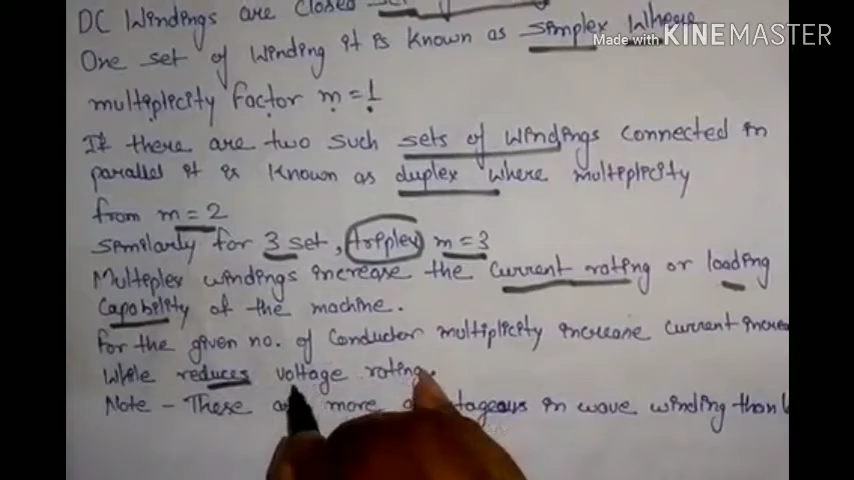 DC Windings are closed
One set of winding it is known as simplex where
multiplicity factor m = 1
If there are two such sets of windings connected in
parallel it is known as duplex where multiplicity
from m = 2
similarly for 3 set, triplex m = 3
Multiplex windings increase the current rating or loading
capability of the machine.
For the given no. of conductor multiplicity increase current increa
while reduces voltage rating.
Note - These more in wave winding than
Made with KINEMASTER